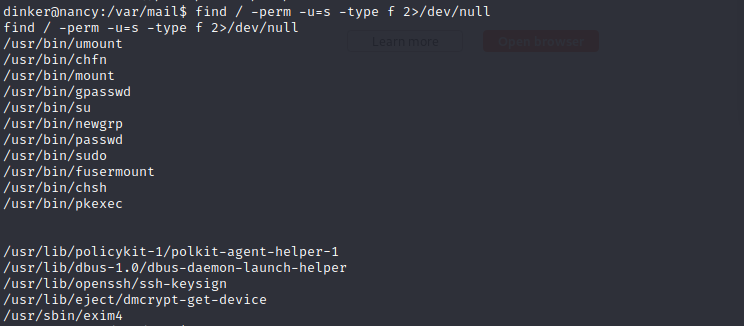 dinker@nancy:/var/mail$ find / -perm -u=s -type f 2>/dev/null
find / -perm -u=s -type f 2>/dev/null
/usr/bin/umount
/usr/bin/chfn
/usr/bin/mount
/usr/bin/gpasswd
/usr/bin/su
/usr/bin/newgrp
/usr/bin/passwd
/usr/bin/sudo
/usr/bin/fusermount
/usr/bin/chsh
/usr/bin/pkexec
/usr/lib/policykit-1/polkit-agent-helper-1
/usr/lib/dbus-1.0/dbus-daemon-launch-helper
/usr/lib/openssh/ssh-keysign
/usr/lib/eject/dmcrypt-get-device
/usr/sbin/exim4
Learn more
Open browser